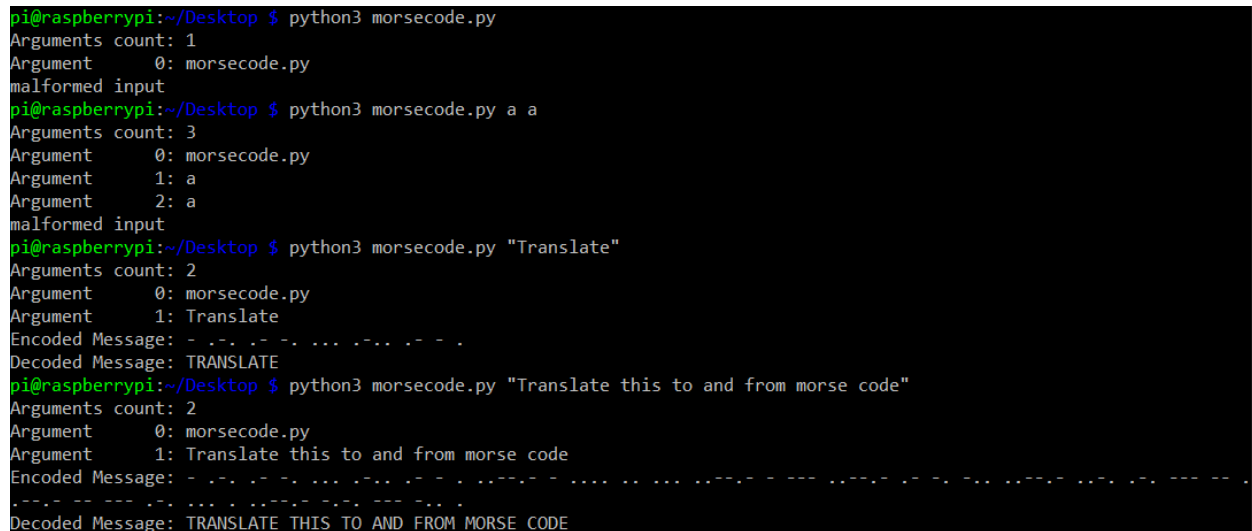 pi@raspberrypi:~/Desktop $ python3 morsecode.py
Arguments count: 1
Argument      0: morsecode.py
malformed input
pi@raspberrypi:~/Desktop $ python3 morsecode.py a a
Arguments count: 3
Argument      0: morsecode.py
Argument      1: a
Argument      2: a
malformed input
pi@raspberrypi:~/Desktop $ python3 morsecode.py "Translate"
Arguments count: 2
Argument      0: morsecode.py
Argument      1: Translate
Encoded Message: - .-. .- -. ... .-.. .- - .
Decoded Message: TRANSLATE
pi@raspberrypi:~/Desktop $ python3 morsecode.py "Translate this to and from morse code"
Arguments count: 2
Argument      0: morsecode.py
Argument      1: Translate this to and from morse code
Encoded Message: - .-. .- -. ... .-.. .- - . ..--.- - .... .. ... ..--.- - --- ..--.- .- -. -.. ..--.- ..-. .-. --- -- .
.--.- -- --- .-. ... . ..--.- -.-. --- -.. .
Decoded Message: TRANSLATE THIS TO AND FROM MORSE CODE